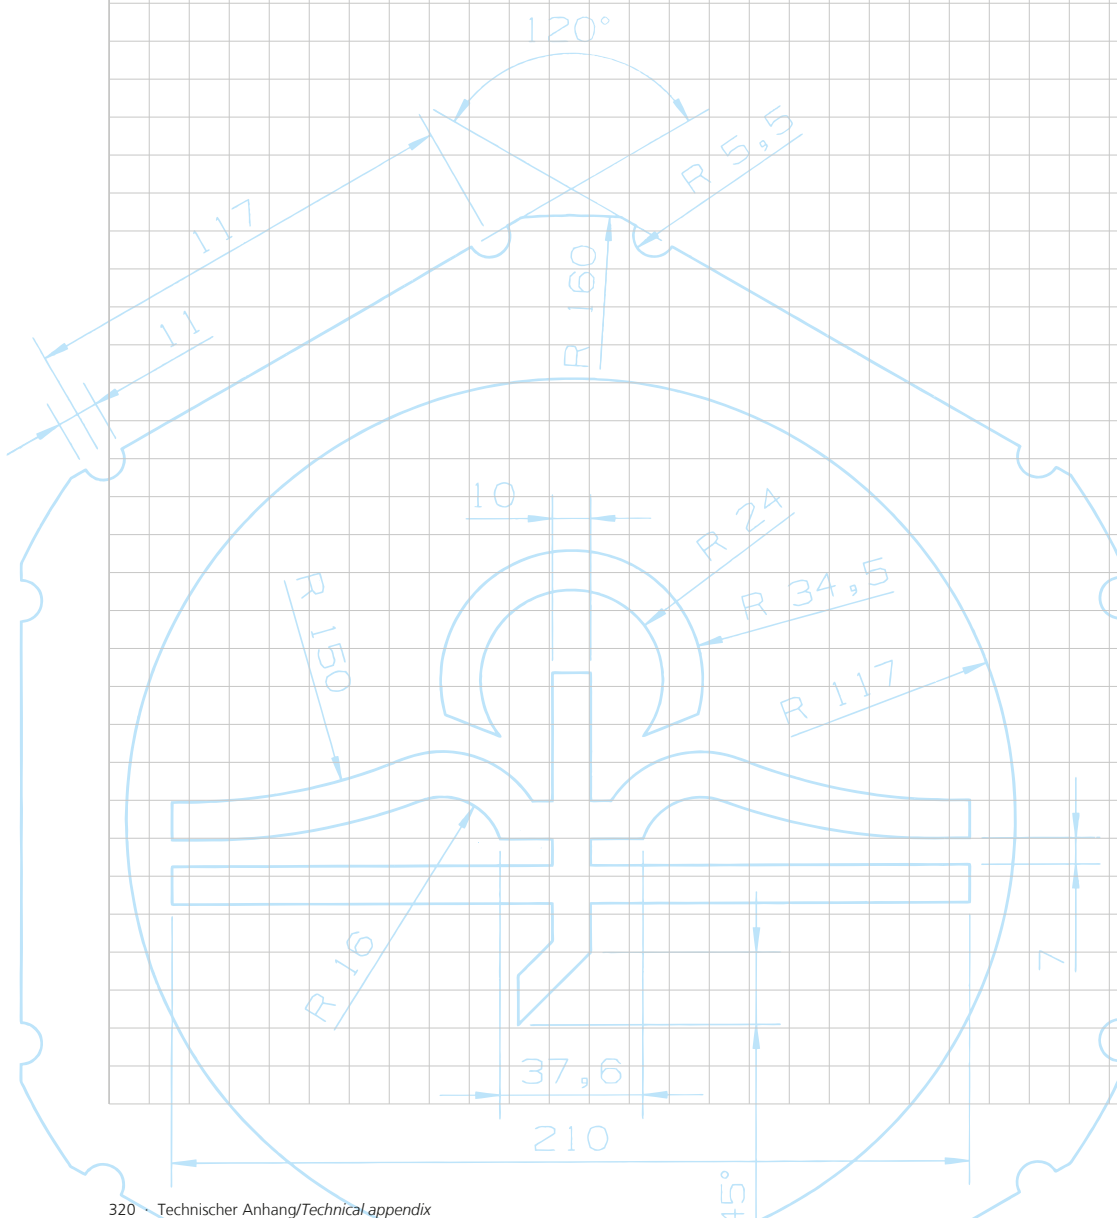 120°
R 5,5
117
R 160
11
10
R 24
R 34,5
R 150
R 117
R 16
7
37,6
210
45°
320 · Technischer Anhang/Technical appendix